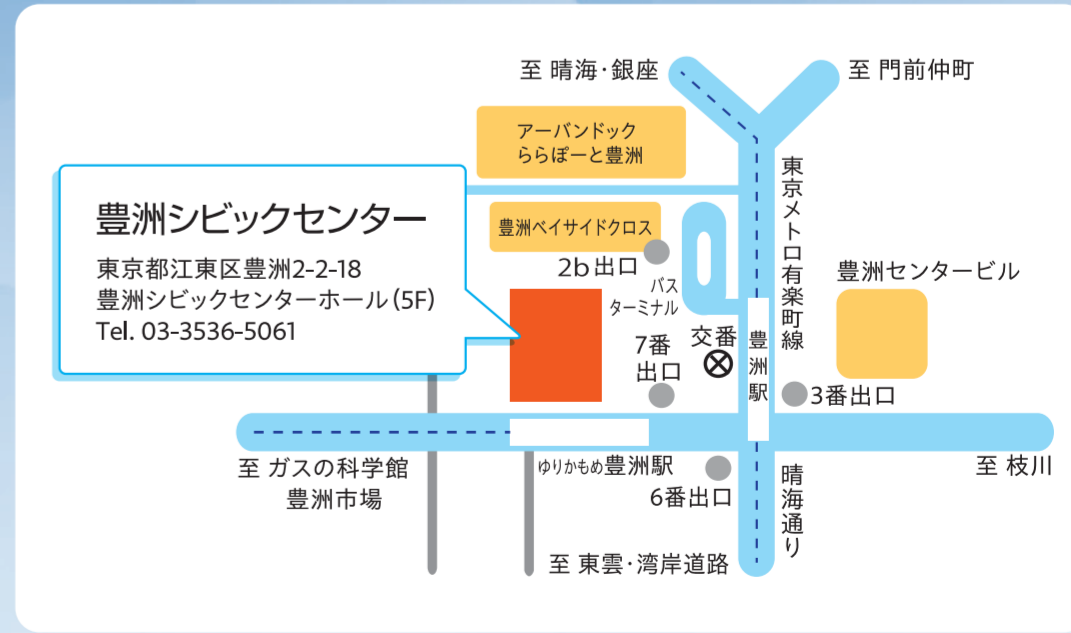 至 晴海・銀座
至 門前仲町
アーバンドック
ららぽーと豊洲
東京メトロ有楽町線
豊洲シビックセンター
東京都江東区豊洲2-2-18
豊洲シビックセンターホール(5F)
Tel. 03-3536-5061
豊洲ベイサイドクロス
2b出口
バス
ターミナル
豊洲センタービル
7番
出口
交番
豊洲駅
3番出口
至 ガスの科学館
豊洲市場
ゆりかもめ豊洲駅
6番出口
晴海通り
至 枝川
至 東雲・湾岸道路